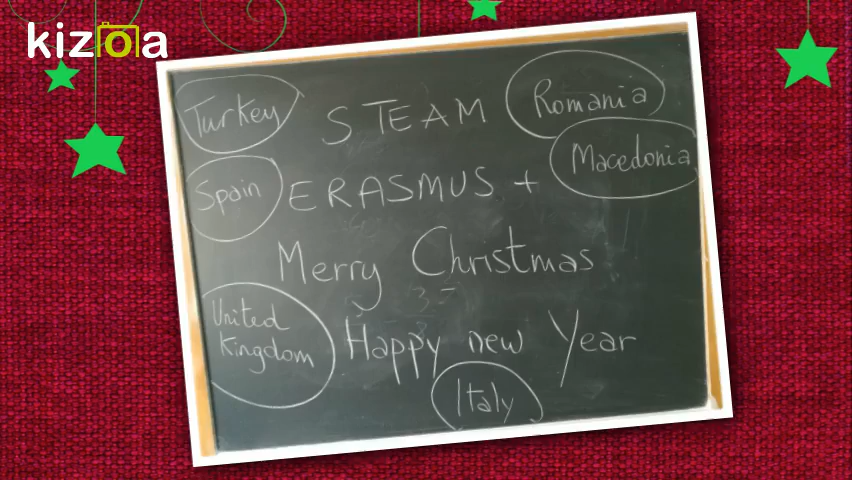 kizoa
Turkey
STEAM
Romania
Macedonia
Spain
ERASMUS +
Merry Christmas
United
Kingdom
Happy new Year
Italy